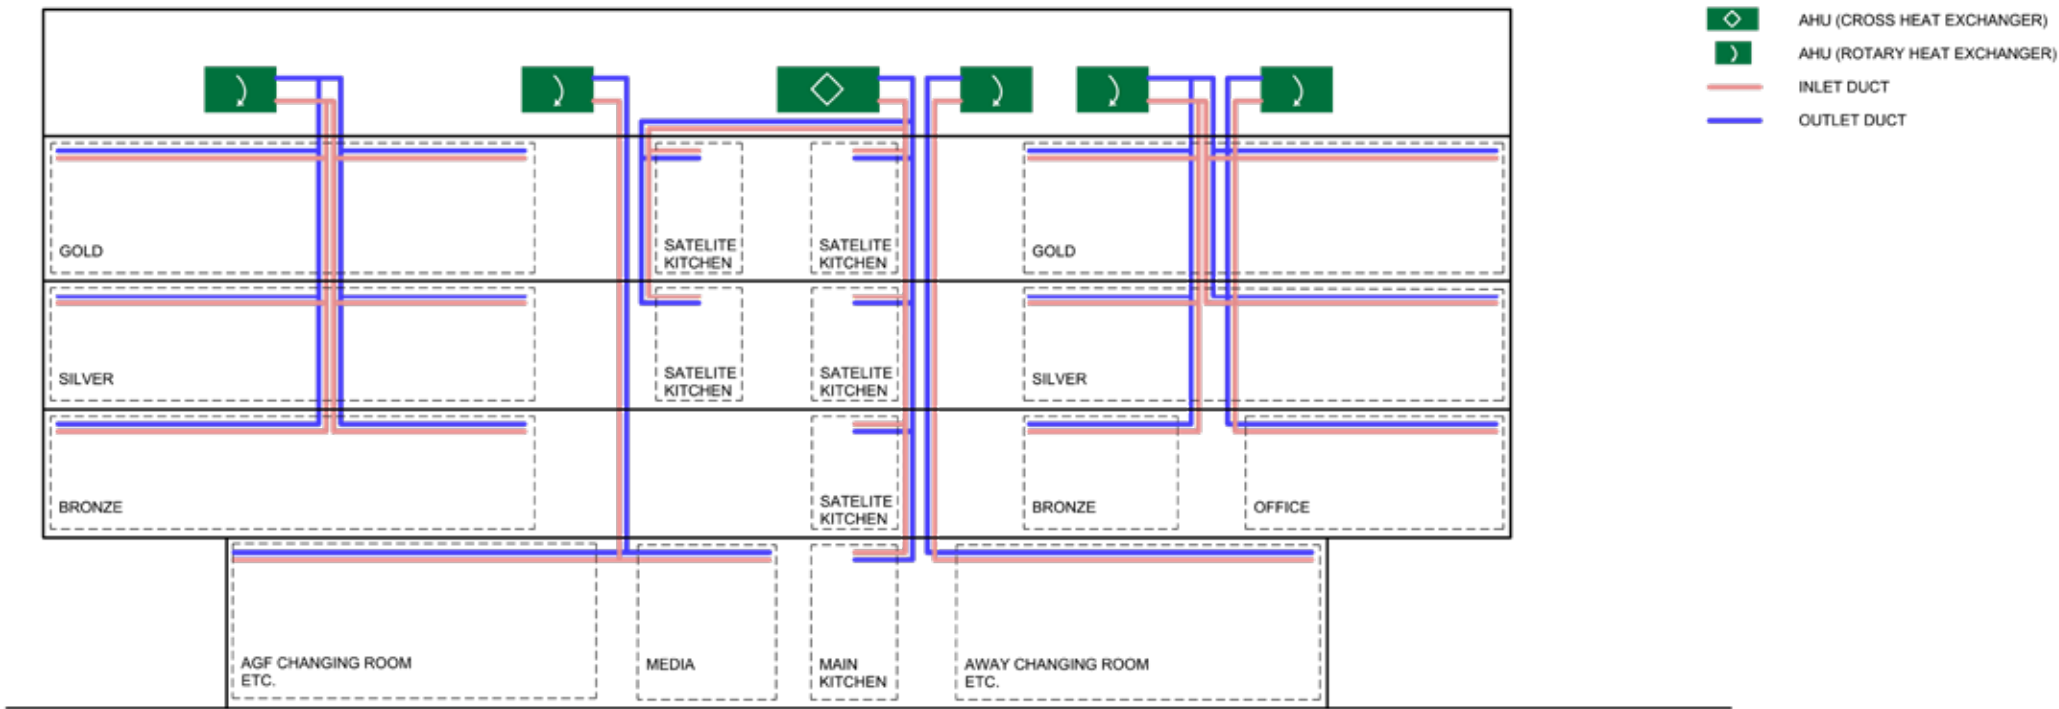 AHU (CROSS HEAT EXCHANGER)
AHU (ROTARY HEAT EXCHANGER)
INLET DUCT
OUTLET DUCT
GOLD
SATELITE
KITCHEN
SATELITE
KITCHEN
GOLD
SILVER
SATELITE
KITCHEN
SATELITE
KITCHEN
SILVER
BRONZE
SATELITE
KITCHEN
BRONZE
OFFICE
AGF CHANGING ROOM
ETC.
MEDIA
MAIN
KITCHEN
AWAY CHANGING ROOM
ETC.